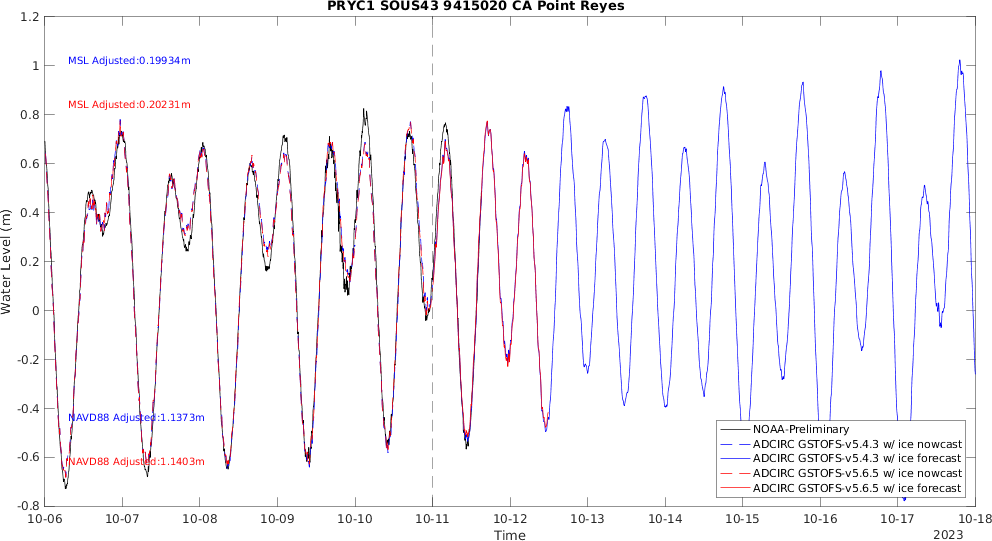 PRYC1 SOUS43 9415020 CA Point Reyes
1.2
1
0.8
0.6
0.4
0.2
0
-0.2
-0.4
-0.6
-0.8
Water Level (m)
MSL Adjusted:0.19934m
MSL Adjusted:0.20231m
NAVD88 Adjusted:1.1373m
NAVD88 Adjusted:1.1403m
NOAA-Preliminary
ADCIRC GSTOFS-v5.4.3 w/ ice nowcast
ADCIRC GSTOFS-v5.4.3 w/ ice forecast
ADCIRC GSTOFS-v5.6.5 w/ ice nowcast
ADCIRC GSTOFS-v5.6.5 w/ ice forecast
10-06 10-07 10-08 10-09 10-10 10-11 10-12 10-13 10-14 10-15 10-16 10-17 10-18
Time
2023